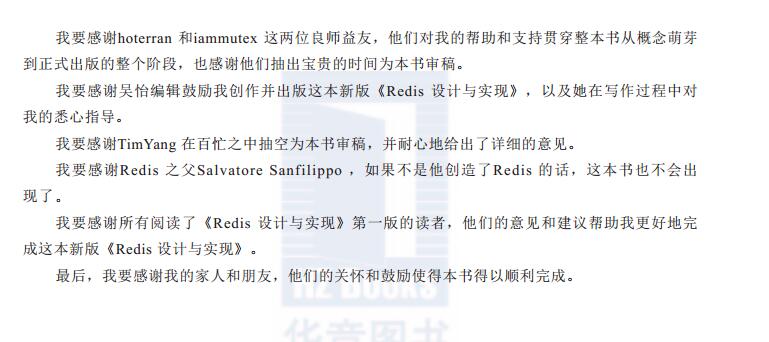 我要感谢hoterran 和iammutex 这两位良师益友，他们对我的帮助和支持贯穿整本书从概念萌芽
到正式出版的整个阶段，也感谢他们抽出宝贵的时间为本书审稿。
我要感谢吴怡编辑鼓励我创作并出版这本新版《Redis 设计与实现》，以及她在写作过程中对
我的悉心指导。
我要感谢TimYang 在百忙之中抽空为本书审稿，并耐心地给出了详细的意见。
我要感谢Redis 之父Salvatore Sanfilippo ，如果不是他创造了Redis 的话，这本书也不会出
现了。
我要感谢所有阅读了《Redis 设计与实现》第一版的读者，他们的意见和建议帮助我更好地完
成这本新版《Redis 设计与实现》。
最后，我要感谢我的家人和朋友，他们的关怀和鼓励使得本书得以顺利完成。
HZ BOOKS
华章图书